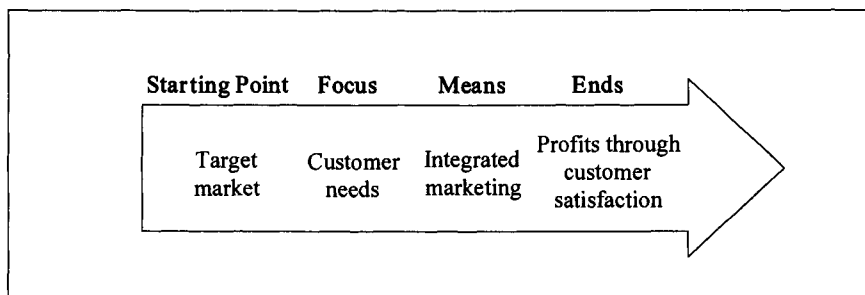 Starting Point Focus Means Ends
Target market
Customer needs
Integrated marketing
Profits through customer satisfaction